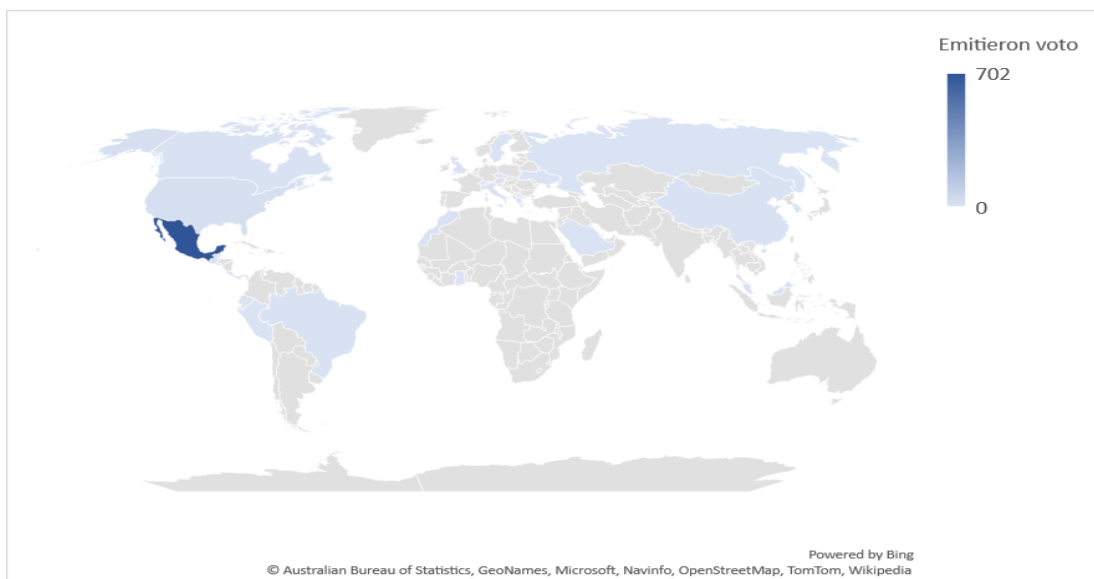 Emitieron voto
702
0
Powered by Bing
© Australian Bureau of Statistics, GeoNames, Microsoft, Navinfo, OpenStreetMap, TomTom, Wikipedia